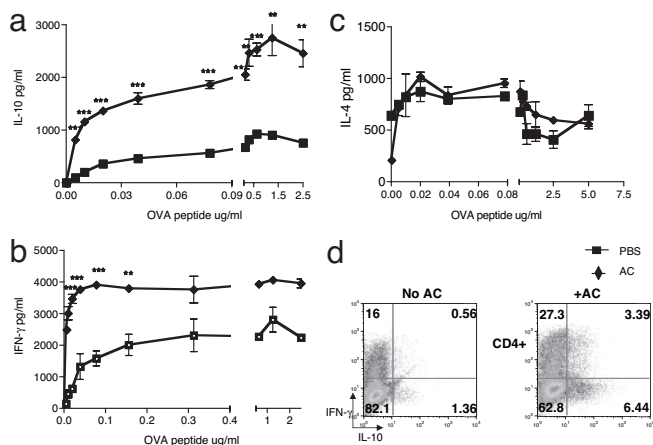 a
IL-10 pg/ml
3000
2000
1000
0
*** *** *** *** *** ** ** *** ** **
0.00 0.03 0.06 0.09 0.5 1.5 2.5
OVA peptide ug/ml
c
IL-4 pg/ml
1500
1000
500
0
0.00 0.02 0.04 0.06 0.08 2.5 5.0 7.5
OVA peptide ug/ml
b
IFN-γ pg/ml
5000
4000
3000
2000
1000
0
*** *** *** **
0.0 0.1 0.2 0.3 0.4 1 2
OVA peptide ug/ml
d
PBS
AC
No AC
+AC
CD4+
16 0.56
82.1 1.36
27.3 3.39
62.8 6.44
IFN-γ
IL-10